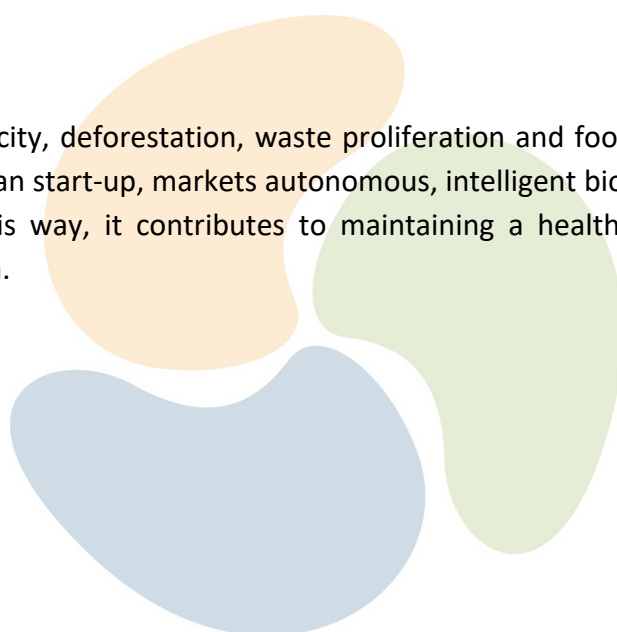 city, deforestation, waste proliferation and foo
an start-up, markets autonomous, intelligent bio
is way, it contributes to maintaining a health